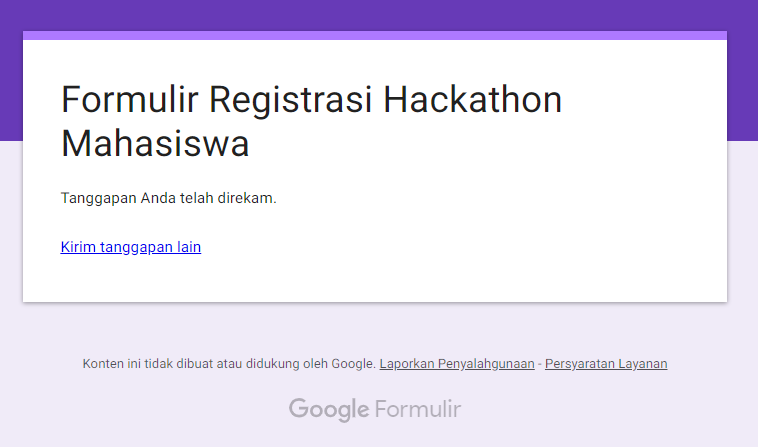 Formulir Registrasi Hackathon
Mahasiswa
Tanggapan Anda telah direkam.
Kirim tanggapan lain
Konten ini tidak dibuat atau didukung oleh Google. Laporkan Penyalahgunaan - Persyaratan Layanan
Google Formulir